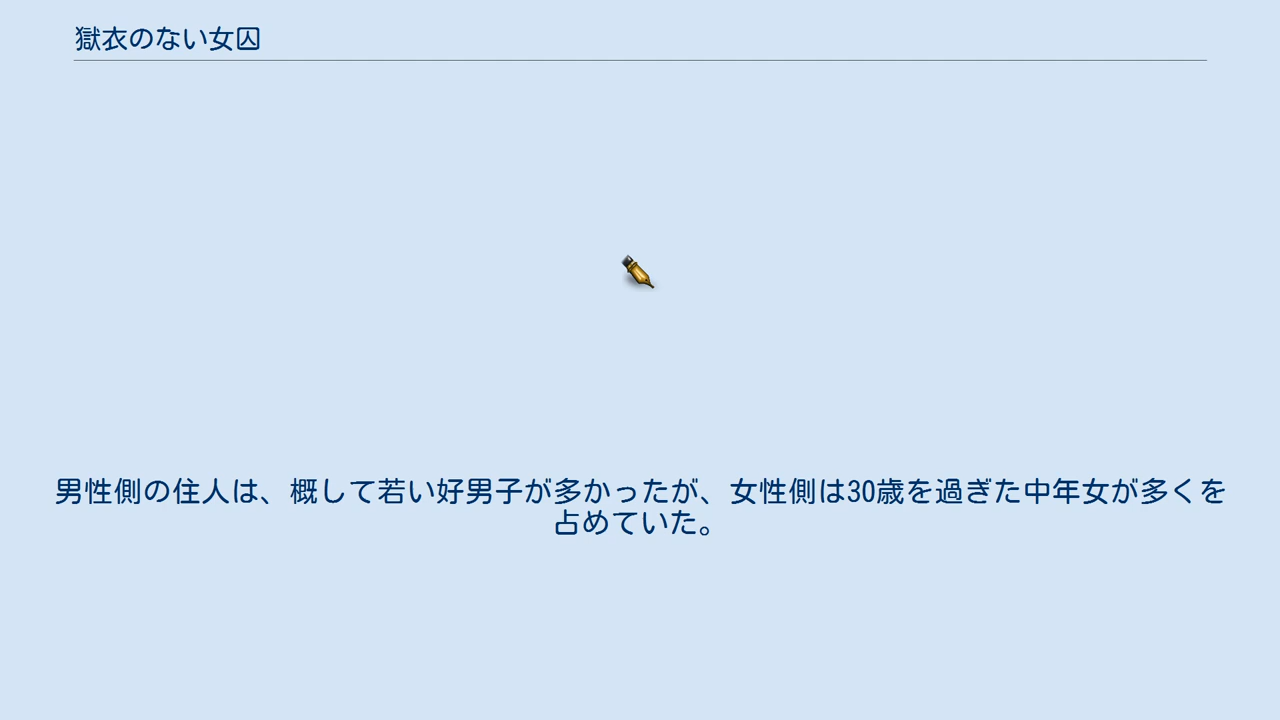 獄衣のない女囚
男性側の住人は、概して若い好男子が多かったが、女性側は30歳を過ぎた中年女が多くを
占めていた。